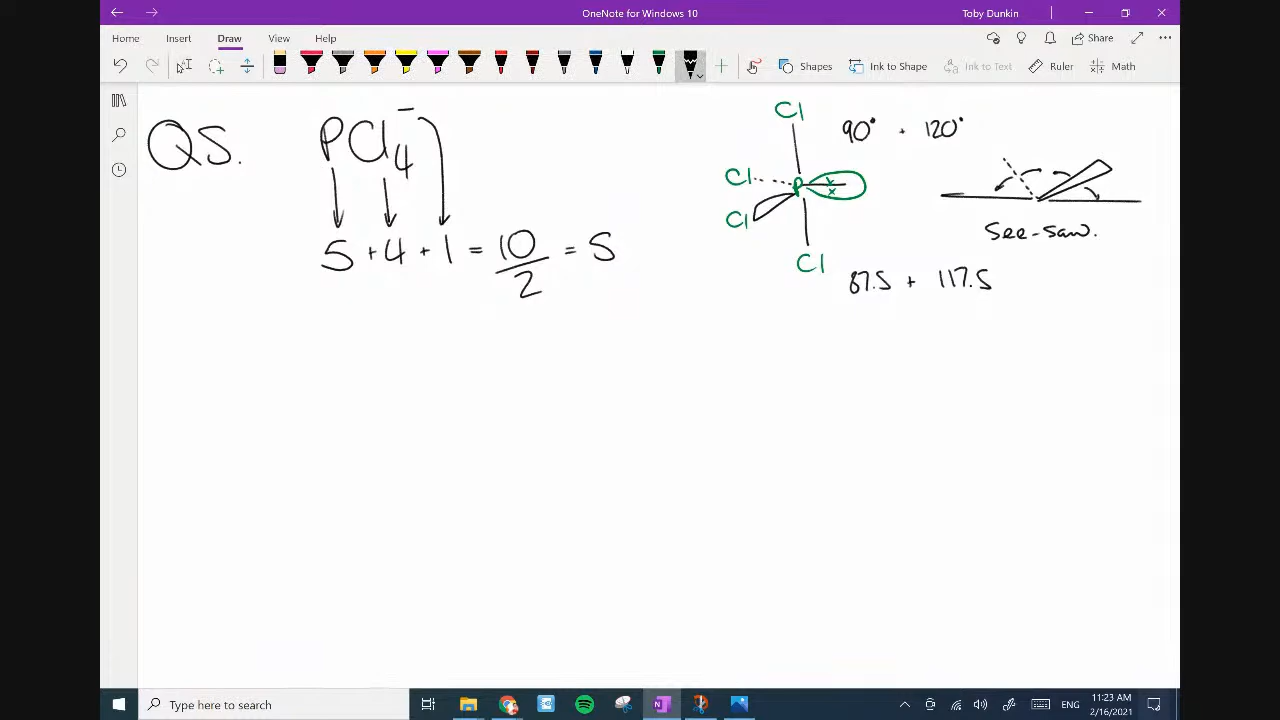 OneNote for Windows 10
Toby Dunkin
Home Insert Draw View Help
Share
Shapes Ink to Shape Ink to Text Ruler Math
Q5. PCl4⁻
5 + 4 + 1 = 10/2 = 5
Cl
90° + 120°
Cl
P
x
x
Cl
Cl
See-saw.
87.5 + 117.5
Type here to search
ENG
11:23 AM
2/16/2021